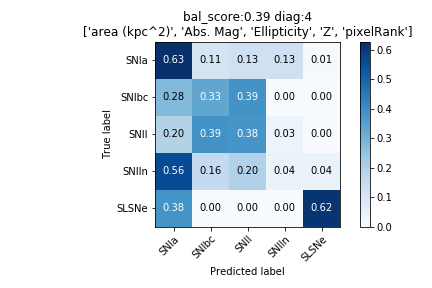 bal_score:0.39 diag:4
['area (kpc^2)', 'Abs. Mag', 'Ellipticity', 'Z', 'pixelRank']
SNIa 0.63 0.11 0.13 0.13 0.01
SNIbc 0.28 0.33 0.39 0.00 0.00
SNII 0.20 0.39 0.38 0.03 0.00
SNIIn 0.56 0.16 0.20 0.04 0.04
SLSNe 0.38 0.00 0.00 0.00 0.62
True label
SNIa SNIbc SNII SNIIn SLSNe
Predicted label
0.6
0.5
0.4
0.3
0.2
0.1
0.0